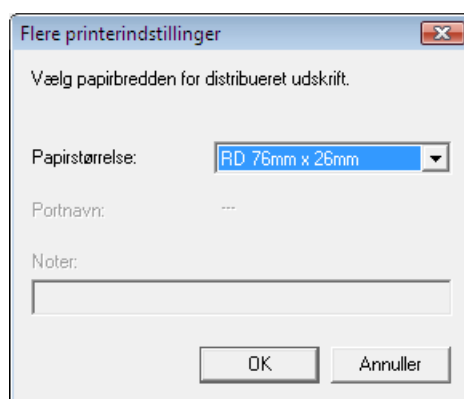 Flere printerindstillinger
Vælg papirbredden for distribueret udskrift.
Papirstørrelse: RD 76mm x 26mm
Portnavn: ---
Noter:
OK Annuller